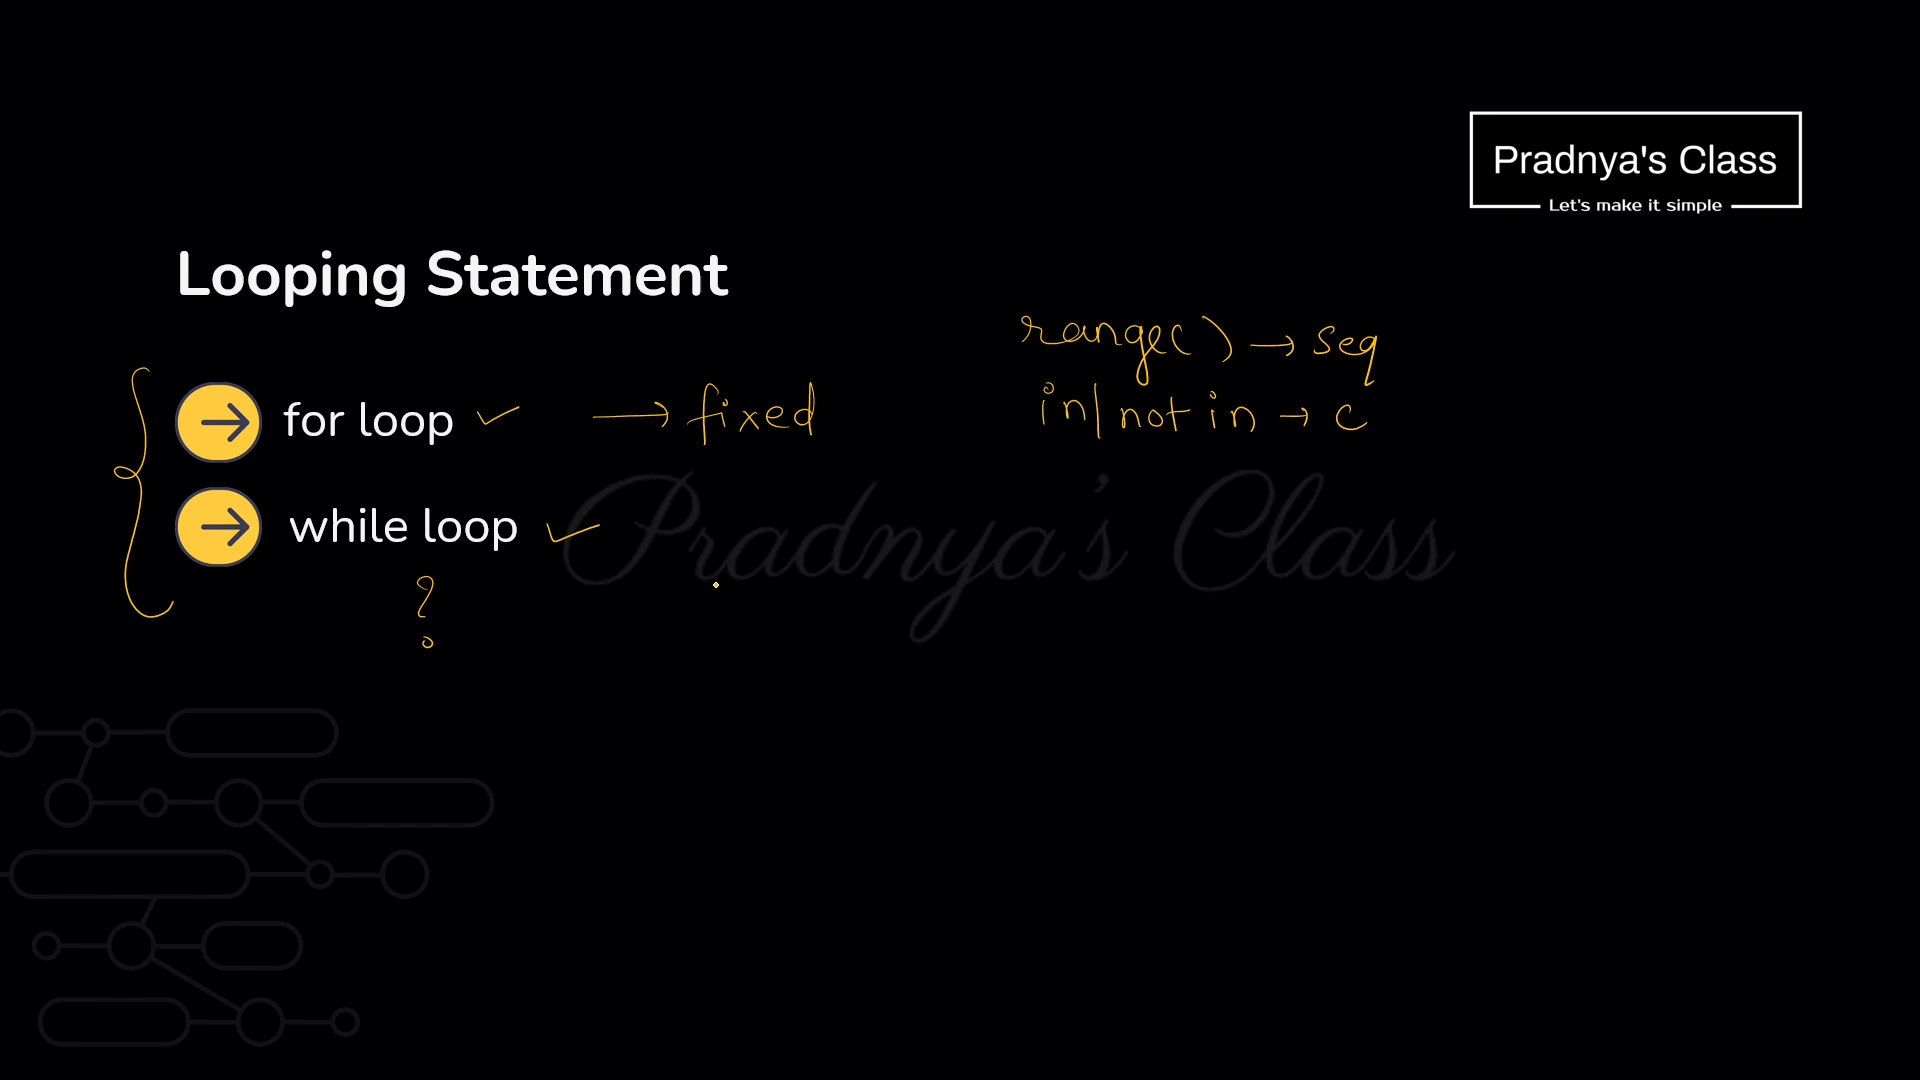 Pradnya's Class
Let's make it simple
Looping Statement
range() → seq
for loop ✓ → fixed
in/not in → c
while loop ✓
Pradnya's Class
?